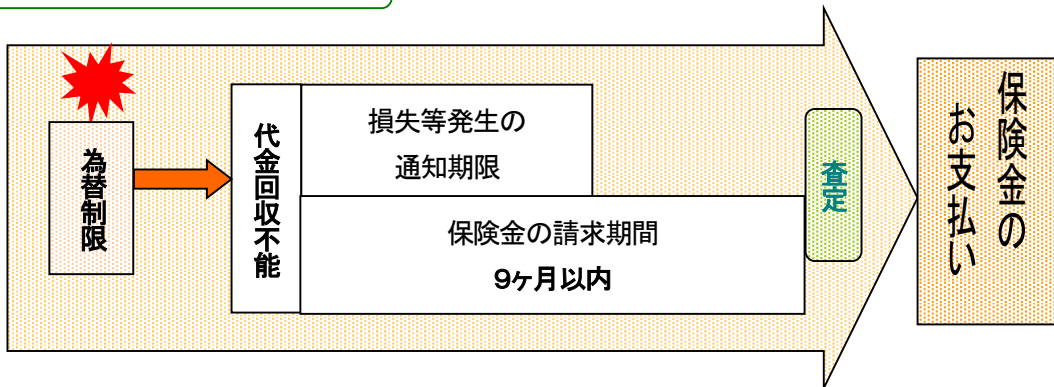 為替制限
代金回収不能
損失等発生の
通知期限
保険金の請求期間
9ヶ月以内
査定
保険金の
お支払い